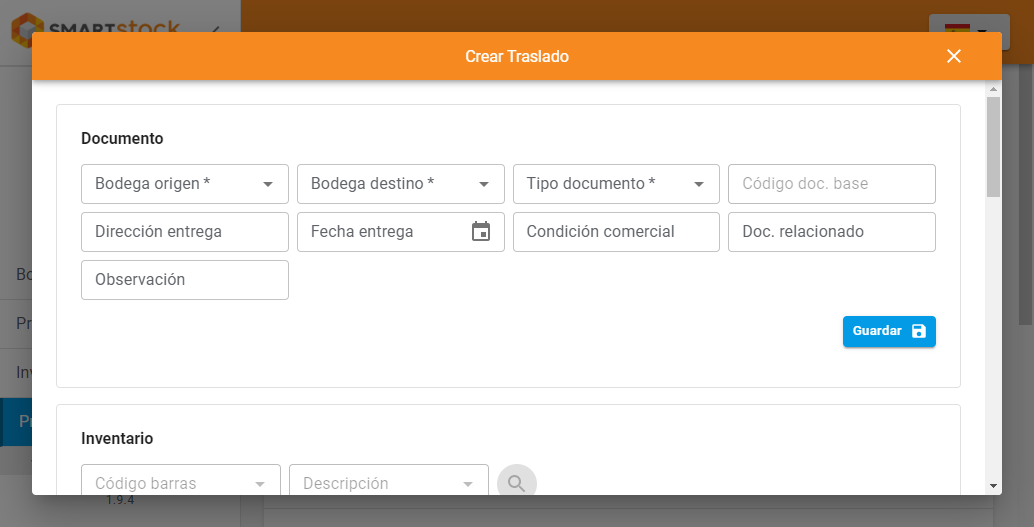 SMARTstock
Crear Traslado
Documento
Bodega origen *
Bodega destino *
Tipo documento *
Código doc. base
Dirección entrega
Fecha entrega
Condición comercial
Doc. relacionado
Observación
Guardar
Bo
Pr
Inv
Pr
Inventario
Código barras
Descripción
1.9.4